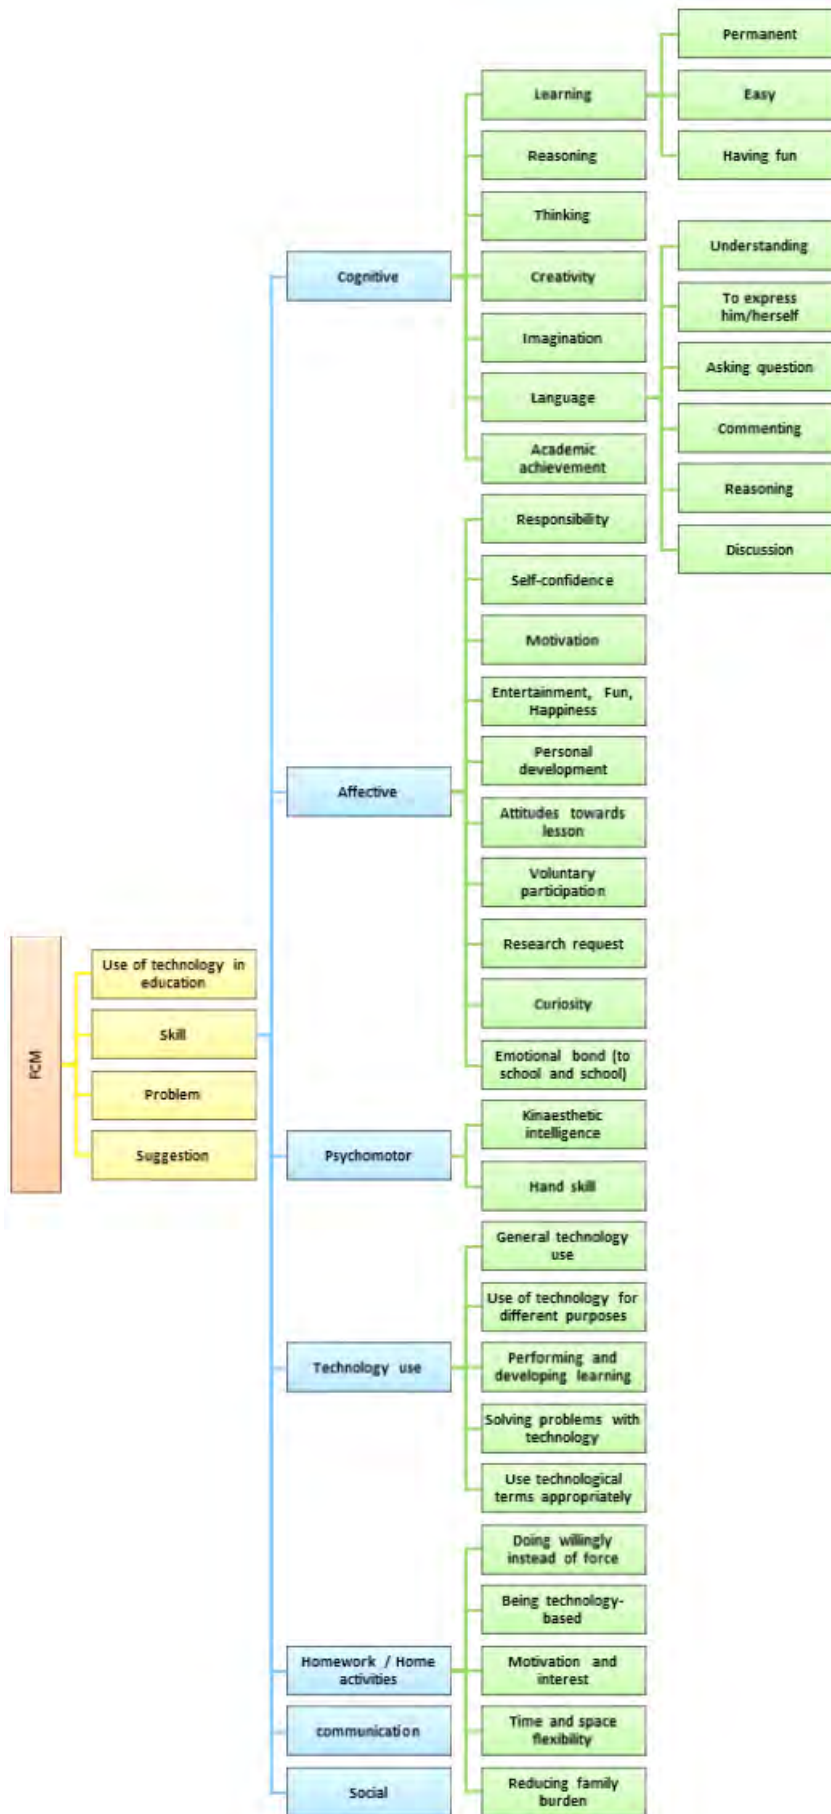 FCM
Use of technology in
education
Skill
Problem
Suggestion
Cognitive
Learning
Permanent
Easy
Having fun
Reasoning
Thinking
Creativity
Imagination
Language
Understanding
To express
him/herself
Asking question
Commenting
Reasoning
Discussion
Academic
achievement
Affective
Responsibility
Self-confidence
Motivation
Entertainment, Fun,
Happiness
Personal
development
Attitudes towards
lesson
Voluntary
participation
Research request
Curiosity
Emotional bond (to
school and school)
Psychomotor
Kinaesthetic
intelligence
Hand skill
Technology use
General technology
use
Use of technology for
different purposes
Performing and
developing learning
Solving problems with
technology
Use technological
terms appropriately
Homework / Home
activities
Doing willingly
instead of force
Being technology-
based
Motivation and
interest
Time and space
flexibility
Reducing family
burden
communication
Social